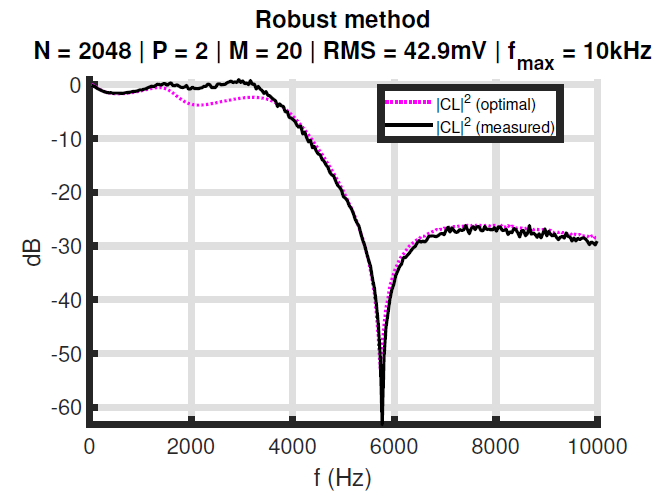 Robust method
N = 2048 | P = 2 | M = 20 | RMS = 42.9mV | fmax = 10kHz
|CL|² (optimal)
|CL|² (measured)
0
-10
-20
-30
-40
-50
-60
dB
0 2000 4000 6000 8000 10000
f (Hz)